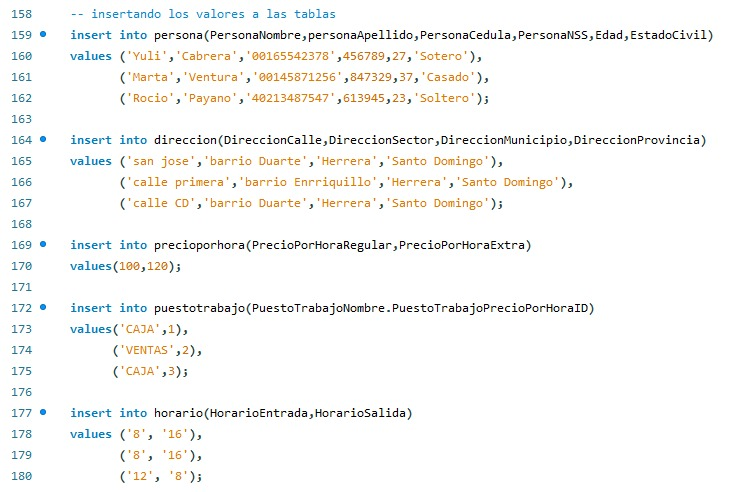 158 -- insertando los valores a las tablas
159 insert into persona(PersonaNombre,personaApellido,PersonaCedula,PersonaNSS,Edad,EstadoCivil)
160 values ('Yuli','Cabrera','00165542378',456789,27,'Sotero'),
161 ('Marta','Ventura','00145871256',847329,37,'Casado'),
162 ('Rocio','Payano','40213487547',613945,23,'Soltero');
163
164 insert into direccion(DireccionCalle,DireccionSector,DireccionMunicipio,DireccionProvincia)
165 values ('san jose','barrio Duarte','Herrera','Santo Domingo'),
166 ('calle primera','barrio Enrriquillo','Herrera','Santo Domingo'),
167 ('calle CD','barrio Duarte','Herrera','Santo Domingo');
168
169 insert into precioporhora(PrecioPorHoraRegular,PrecioPorHoraExtra)
170 values(100,120);
171
172 insert into puestotrabajo(PuestoTrabajoNombre.PuestoTrabajoPrecioPorHoraID)
173 values('CAJA',1),
174 ('VENTAS',2),
175 ('CAJA',3);
176
177 insert into horario(HorarioEntrada,HorarioSalida)
178 values ('8', '16'),
179 ('8', '16'),
180 ('12', '8');